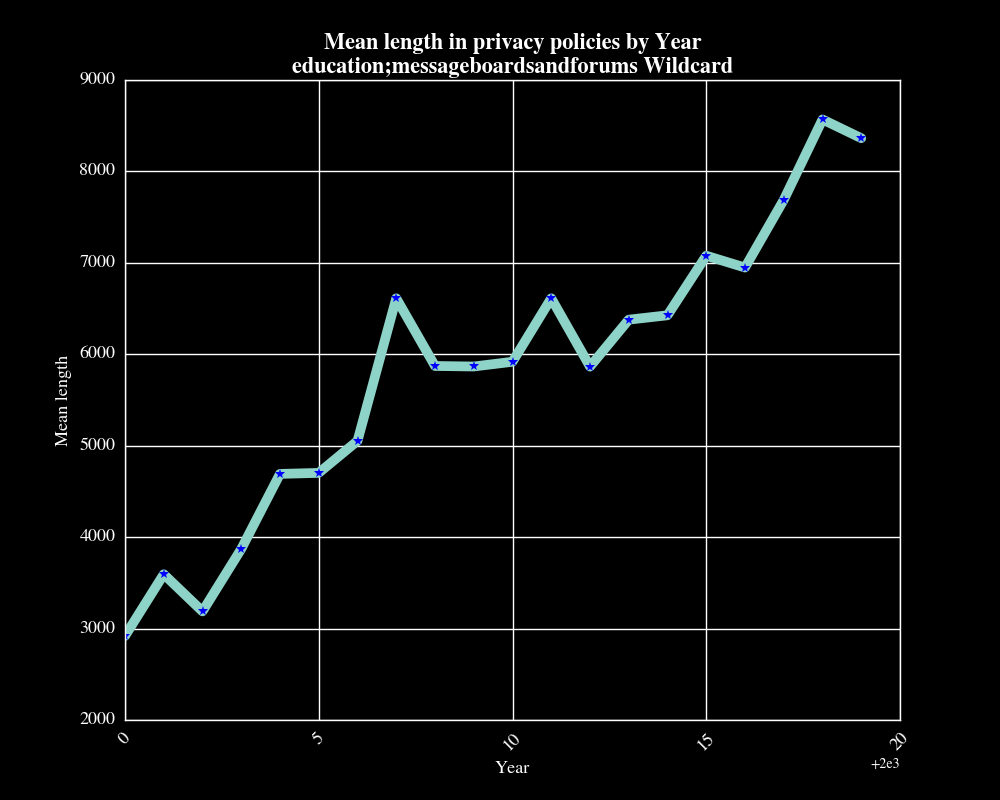 Mean length in privacy policies by Year
education;messageboardsandforums Wildcard
9000
8000
7000
6000
5000
4000
3000
2000
Mean length
0
5
10
15
20
+2e3
Year